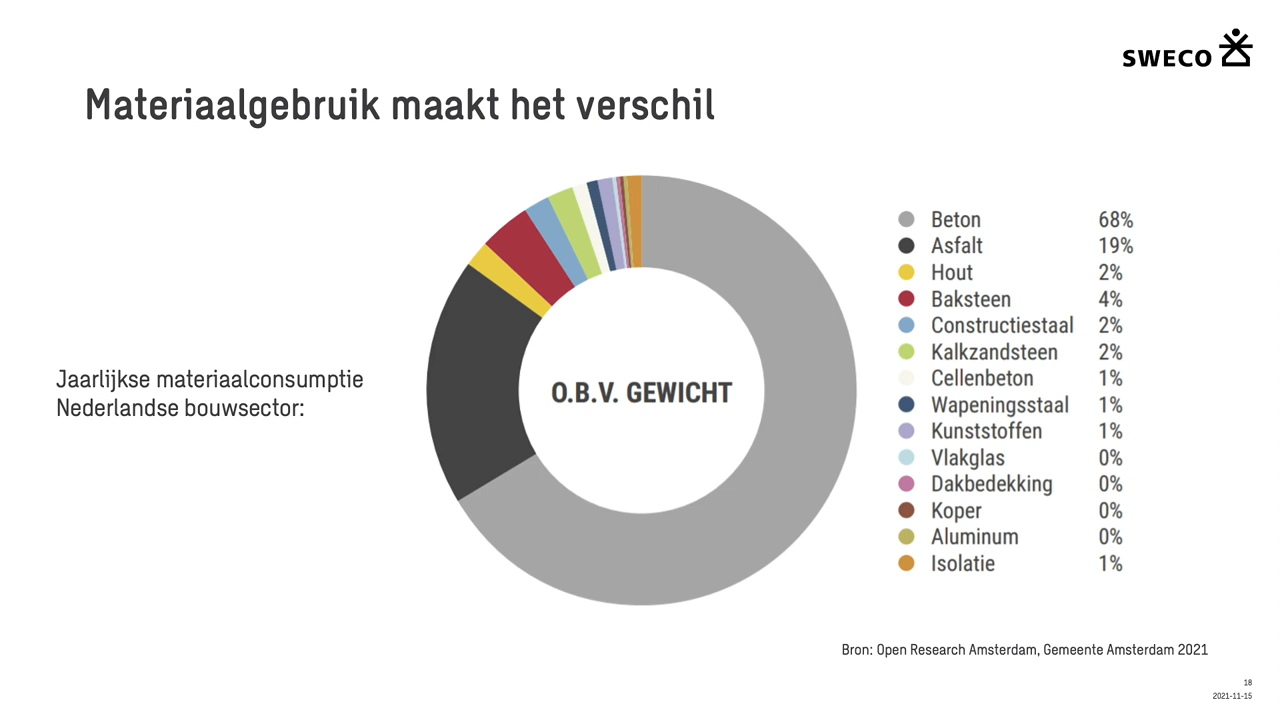 SWECO
Materiaalgebruik maakt het verschil
Jaarlijkse materiaalconsumptie
Nederlandse bouwsector:
O.B.V. GEWICHT
Beton 68%
Asfalt 19%
Hout 2%
Baksteen 4%
Constructiestaal 2%
Kalkzandsteen 2%
Cellenbeton 1%
Wapeningsstaal 1%
Kunststoffen 1%
Vlakglas 0%
Dakbedekking 0%
Koper 0%
Aluminum 0%
Isolatie 1%
Bron: Open Research Amsterdam, Gemeente Amsterdam 2021
18
2021-11-15